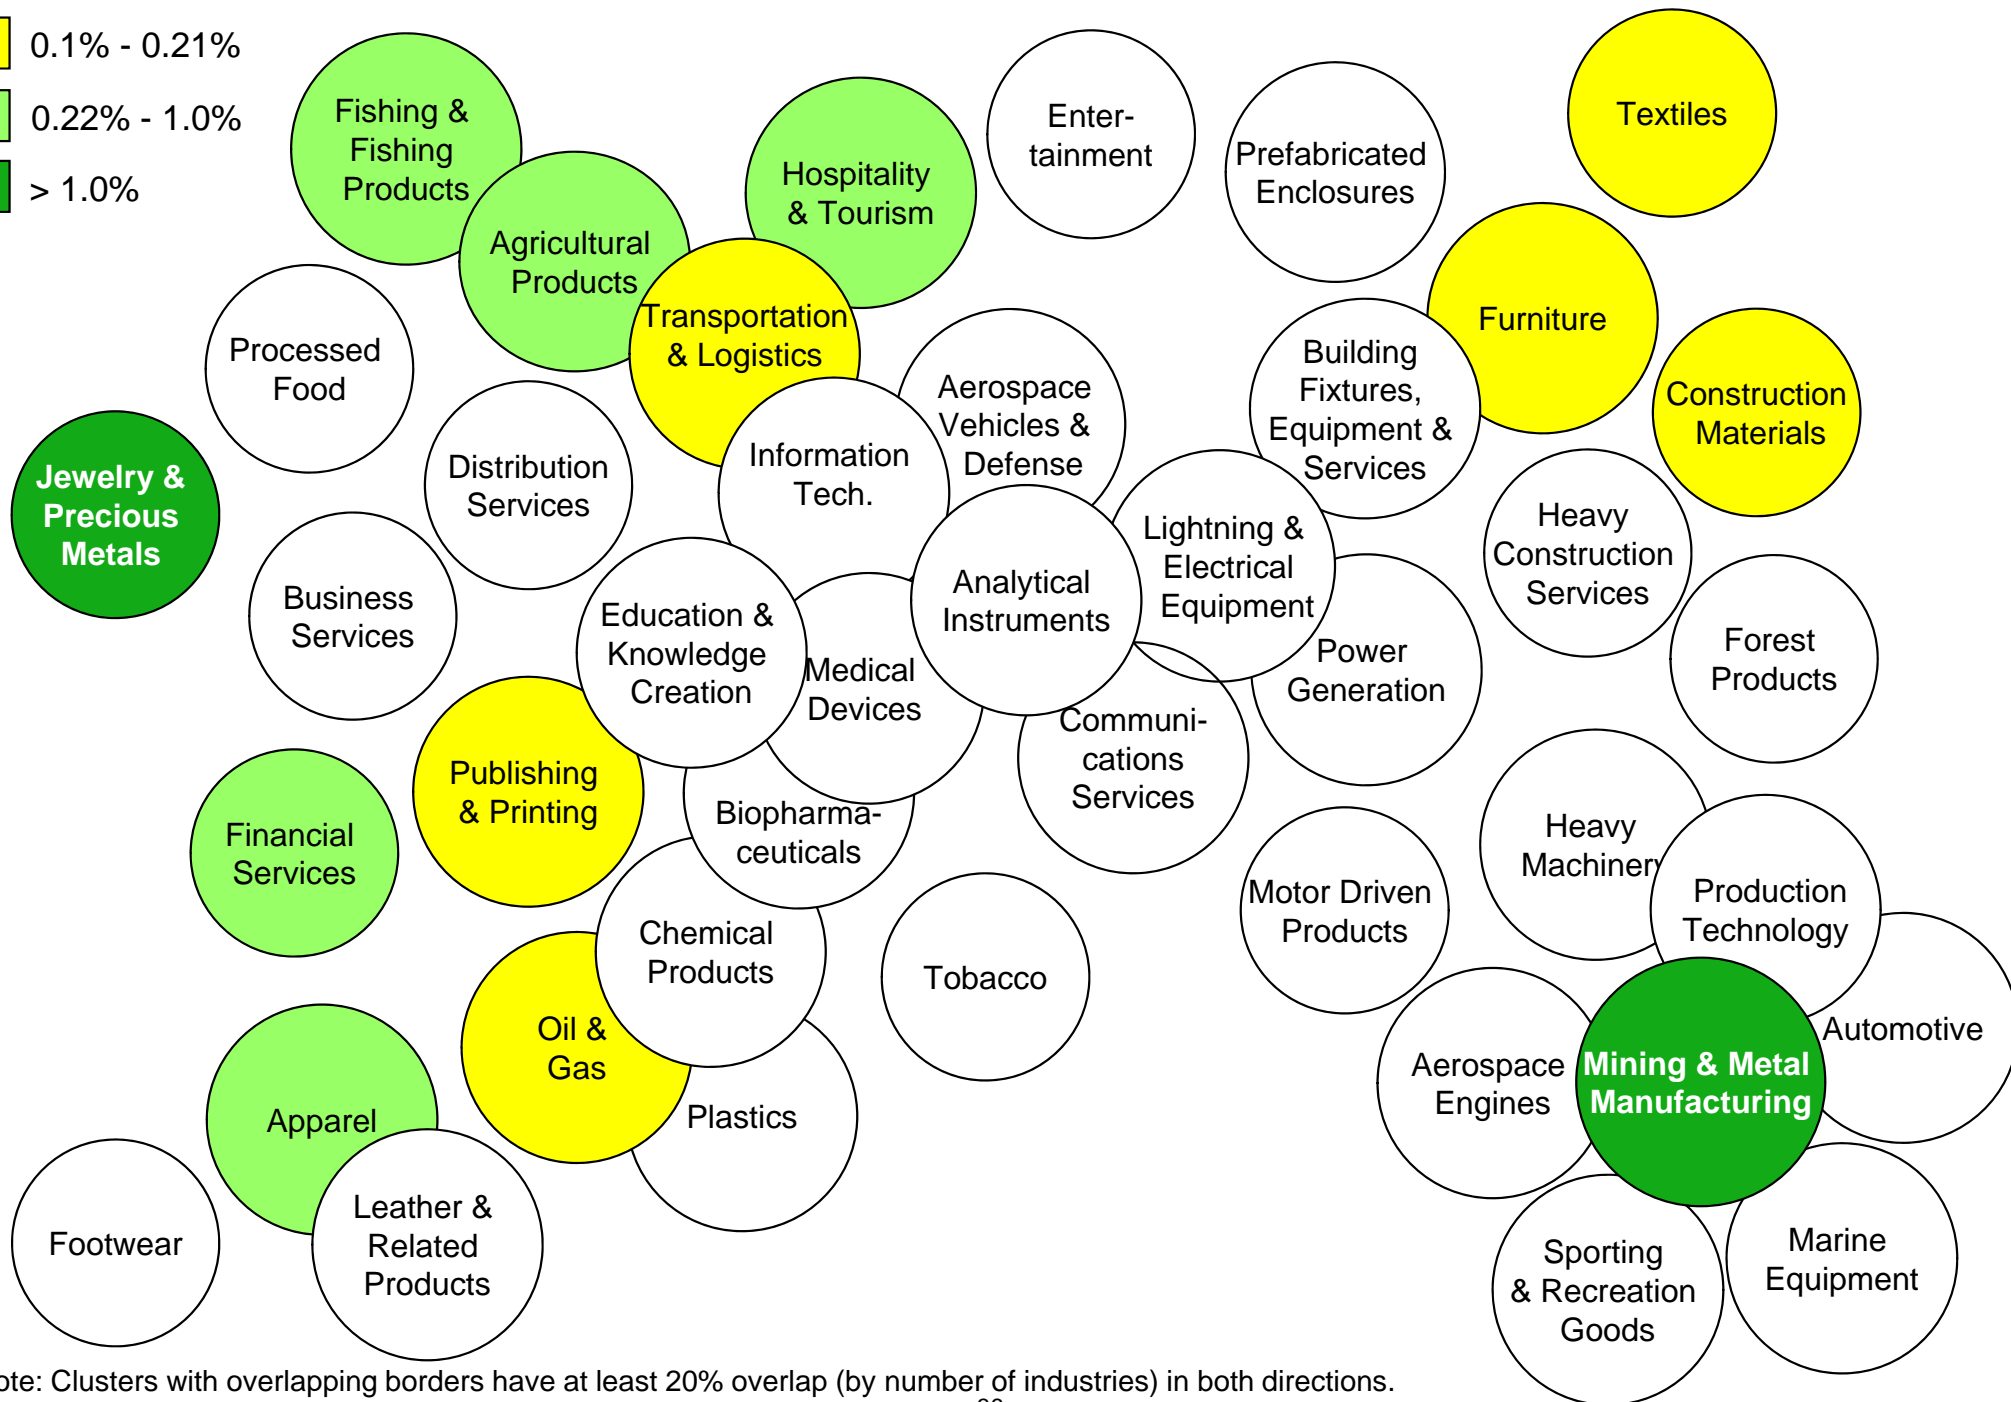 0.1% - 0.21%
0.22% - 1.0%
> 1.0%
Fishing &
Fishing
Products
Agricultural
Products
Hospitality
& Tourism
Enter-
tainment
Prefabricated
Enclosures
Textiles
Transportation
& Logistics
Furniture
Processed
Food
Aerospace
Vehicles &
Defense
Building
Fixtures,
Equipment &
Services
Construction
Materials
Jewelry &
Precious
Metals
Distribution
Services
Information
Tech.
Lightning &
Electrical
Equipment
Heavy
Construction
Services
Business
Services
Education &
Knowledge
Creation
Analytical
Instruments
Medical
Devices
Power
Generation
Forest
Products
Communi-
cations
Services
Publishing
& Printing
Financial
Services
Biopharma-
ceuticals
Heavy
Machinery
Motor Driven
Products
Production
Technology
Chemical
Products
Tobacco
Oil &
Gas
Automotive
Aerospace
Engines
Mining & Metal
Manufacturing
Apparel
Plastics
Footwear
Leather &
Related
Products
Sporting
& Recreation
Goods
Marine
Equipment
ote: Clusters with overlapping borders have at least 20% overlap (by number of industries) in both directions.